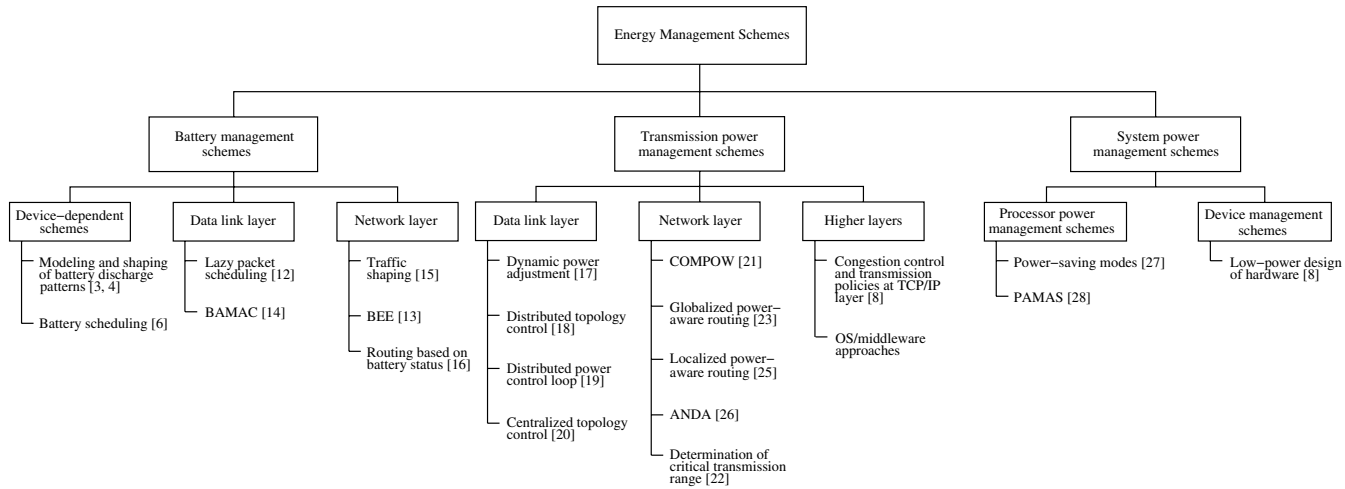 Energy Management Schemes
Battery management
schemes
Transmission power
management schemes
System power
management schemes
Device−dependent
schemes
Data link layer
Network layer
Data link layer
Network layer
Higher layers
Processor power
management schemes
Device management
schemes
Modeling and shaping
of battery discharge
patterns [3, 4]
Battery scheduling [6]
Lazy packet
scheduling [12]
BAMAC [14]
Traffic
shaping [15]
BEE [13]
Routing based on
battery status [16]
Dynamic power
adjustment [17]
Distributed topology
control [18]
Distributed power
control loop [19]
Centralized topology
control [20]
COMPOW [21]
Globalized power−
aware routing [23]
Localized power−
aware routing [25]
ANDA [26]
Determination of
critical transmission
range [22]
Congestion control
and transmission
policies at TCP/IP
layer [8]
OS/middleware
approaches
Power−saving modes [27]
PAMAS [28]
Low−power design
of hardware [8]